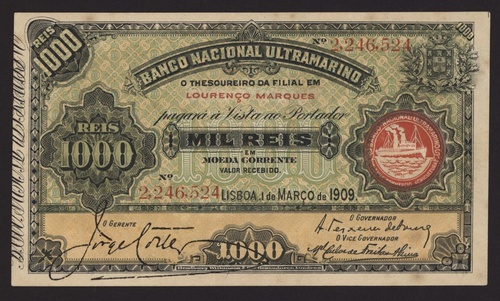 1000
REIS
1000
Nº 2,246,524
BANCO NACIONAL ULTRAMARINO
O THESOUREIRO DA FILIAL EM
LOURENÇO MARQUES
pagará á Vista ao Portador
REIS
1000
MIL REIS
EM
MOEDA CORRENTE
VALOR RECEBIDO.
Nº
2,246,524
LISBOA, 1 DE MARÇO DE 1909
O GERENTE
O GOVERNADOR
O VICE GOVERNADOR
1000